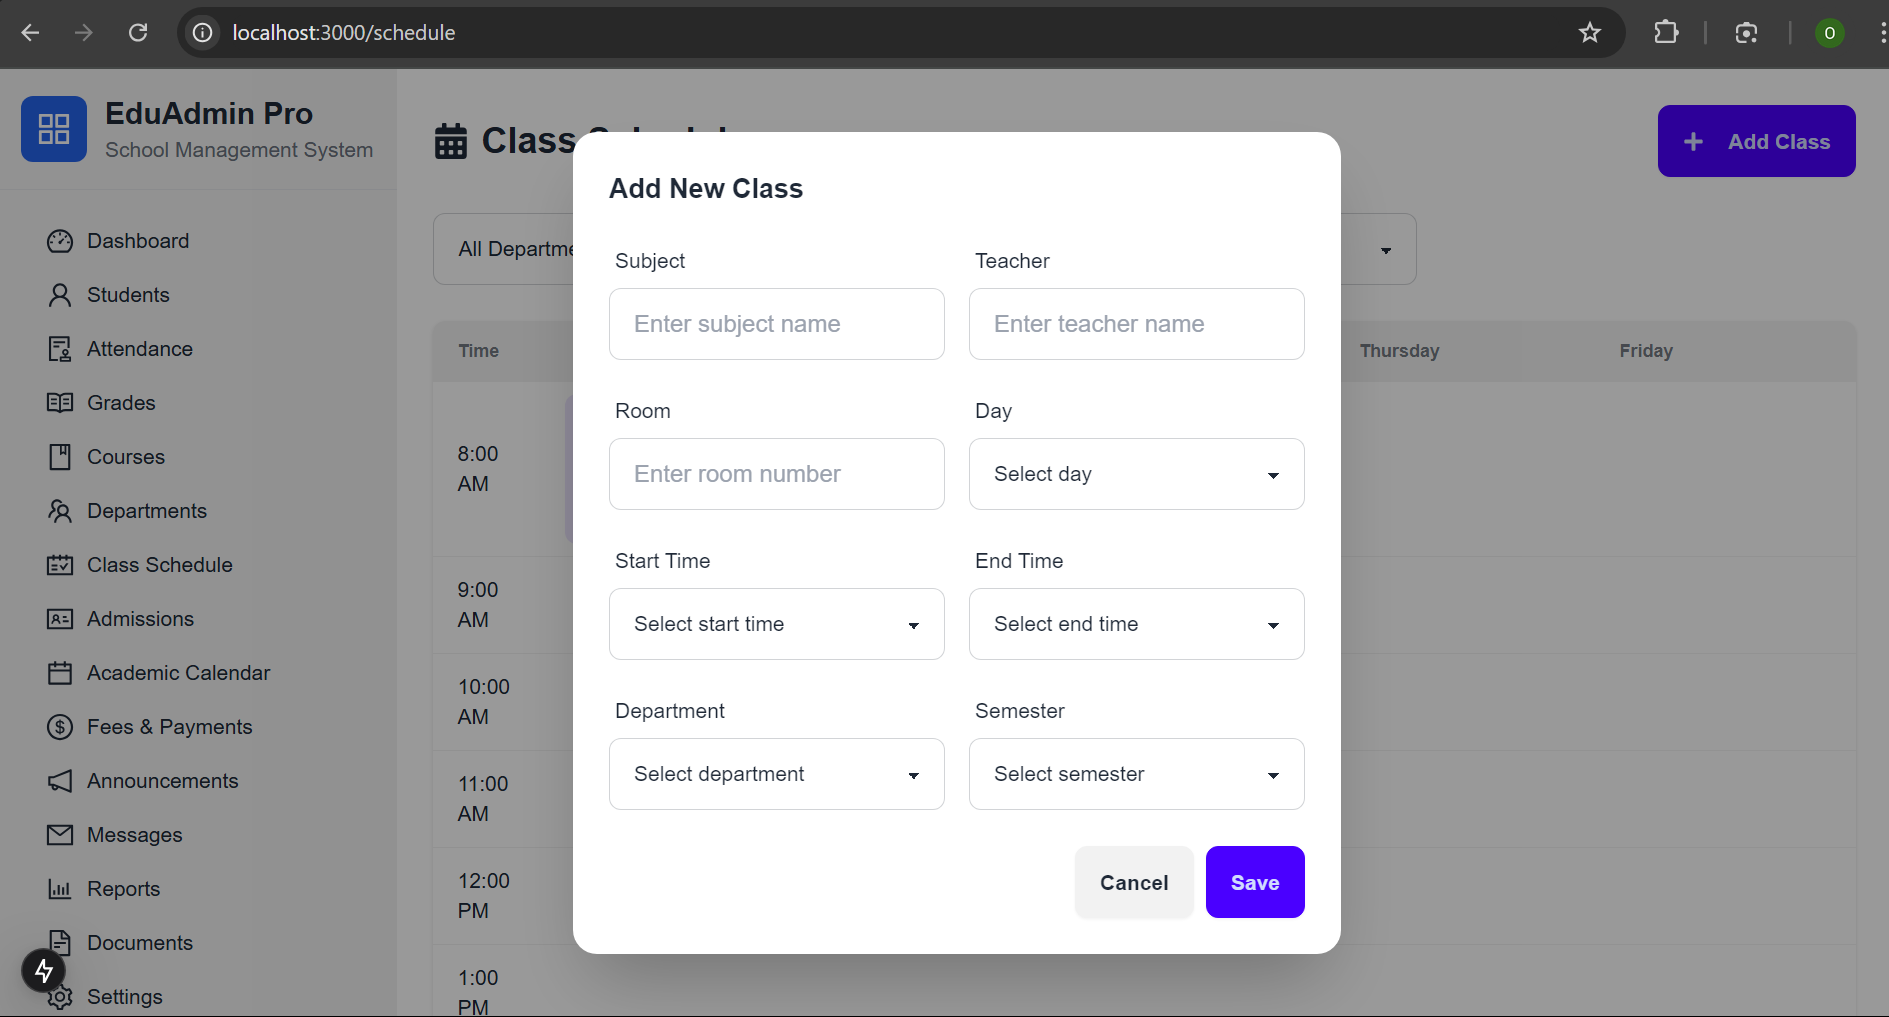 localhost:3000/schedule
O
EduAdmin Pro
School Management System
Dashboard
Students
Attendance
Grades
Courses
Departments
Class Schedule
Admissions
Academic Calendar
Fees & Payments
Announcements
Messages
Reports
Documents
Settings
Class
+ Add Class
All Departme
Time
Thursday
Friday
8:00
AM
9:00
AM
10:00
AM
11:00
AM
12:00
PM
1:00
PM
Add New Class
Subject
Teacher
Enter subject name
Enter teacher name
Room
Day
Enter room number
Select day
Start Time
End Time
Select start time
Select end time
Department
Semester
Select department
Select semester
Cancel
Save